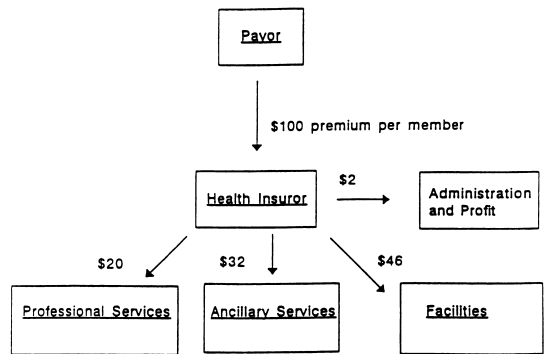 Payor
$100 premium per member
Health Insuror
$2
Administration
and Profit
$20
$32
$46
Professional Services
Ancillary Services
Facilities